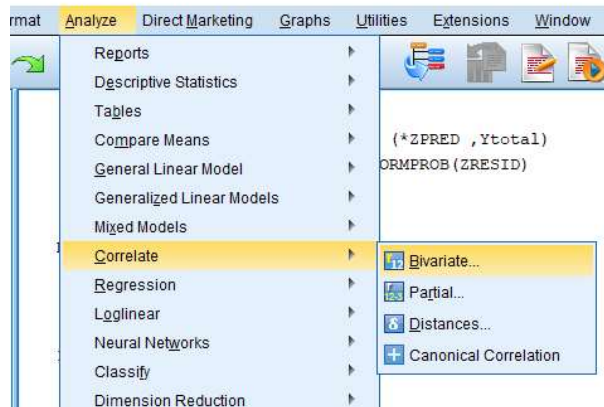 rmat Analyze Direct Marketing Graphs Utilities Extensions Window
Reports
Descriptive Statistics
Tables
Compare Means
(*ZPRED ,Ytotal)
General Linear Model
ORMPROB(ZRESID)
Generalized Linear Models
Mixed Models
Correlate
Bivariate...
Regression
Partial...
Loglinear
Distances...
Neural Networks
Canonical Correlation
Classify
Dimension Reduction